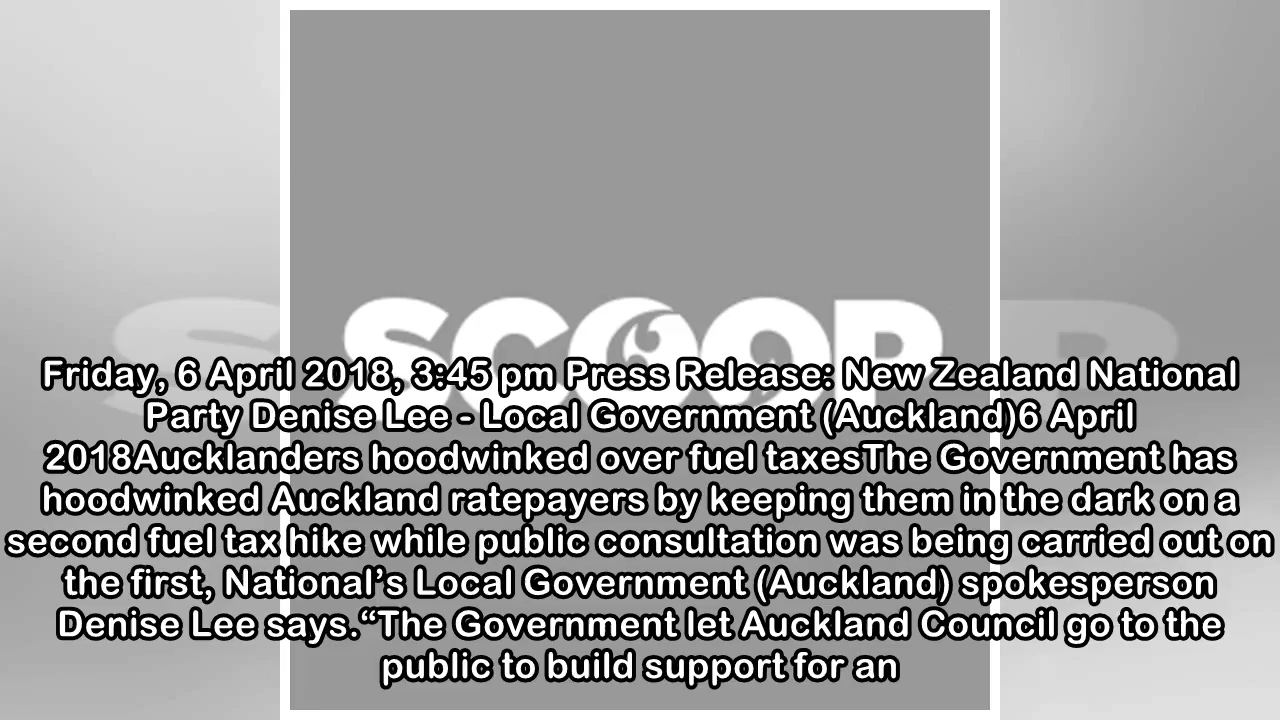 SCOOP
Friday, 6 April 2018, 3:45 pm Press Release: New Zealand National
Party Denise Lee - Local Government (Auckland)6 April
2018Aucklanders hoodwinked over fuel taxesThe Government has
hoodwinked Auckland ratepayers by keeping them in the dark on a
second fuel tax hike while public consultation was being carried out on
the first, National’s Local Government (Auckland) spokesperson
Denise Lee says.“The Government let Auckland Council go to the
public to build support for an